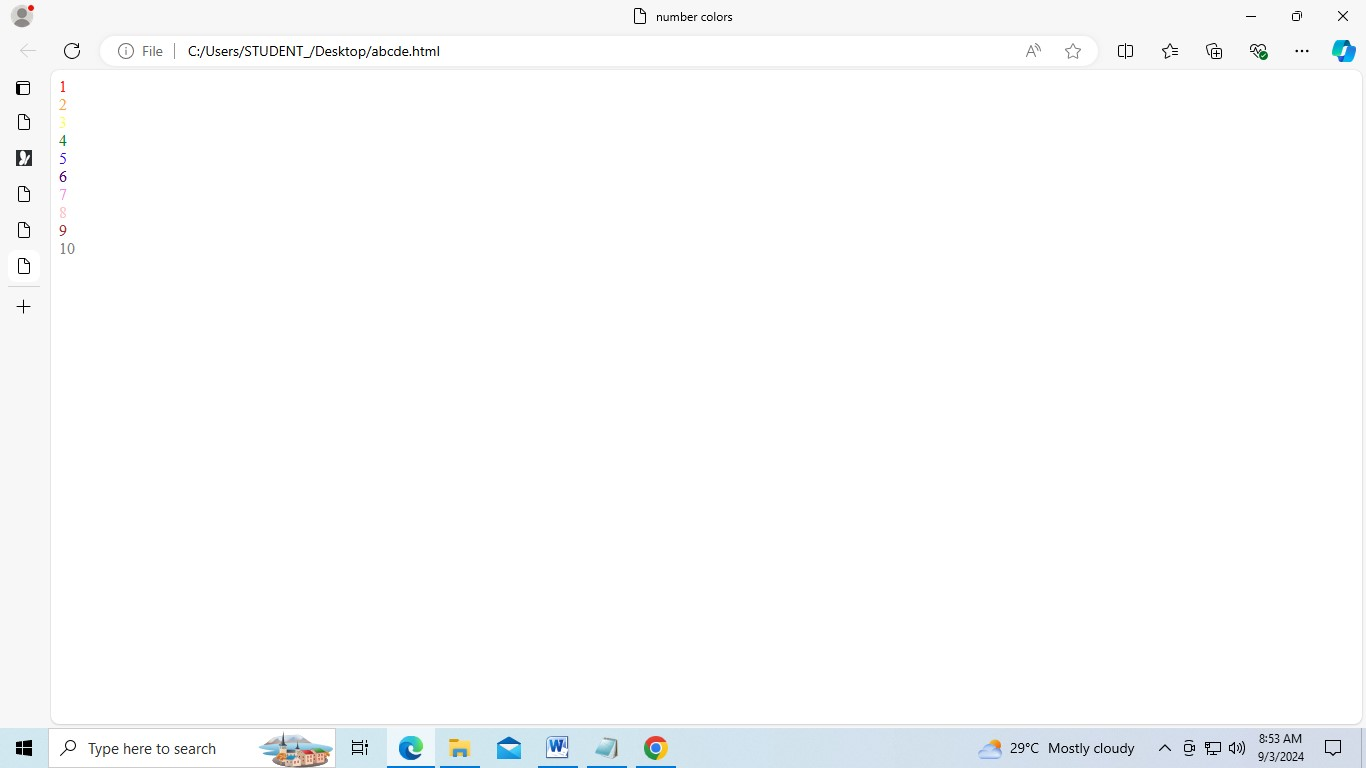 number colors
File
C:/Users/STUDENT_/Desktop/abcde.html
1
2
3
4
5
6
7
8
9
10
Type here to search
29°C Mostly cloudy
8:53 AM
9/3/2024